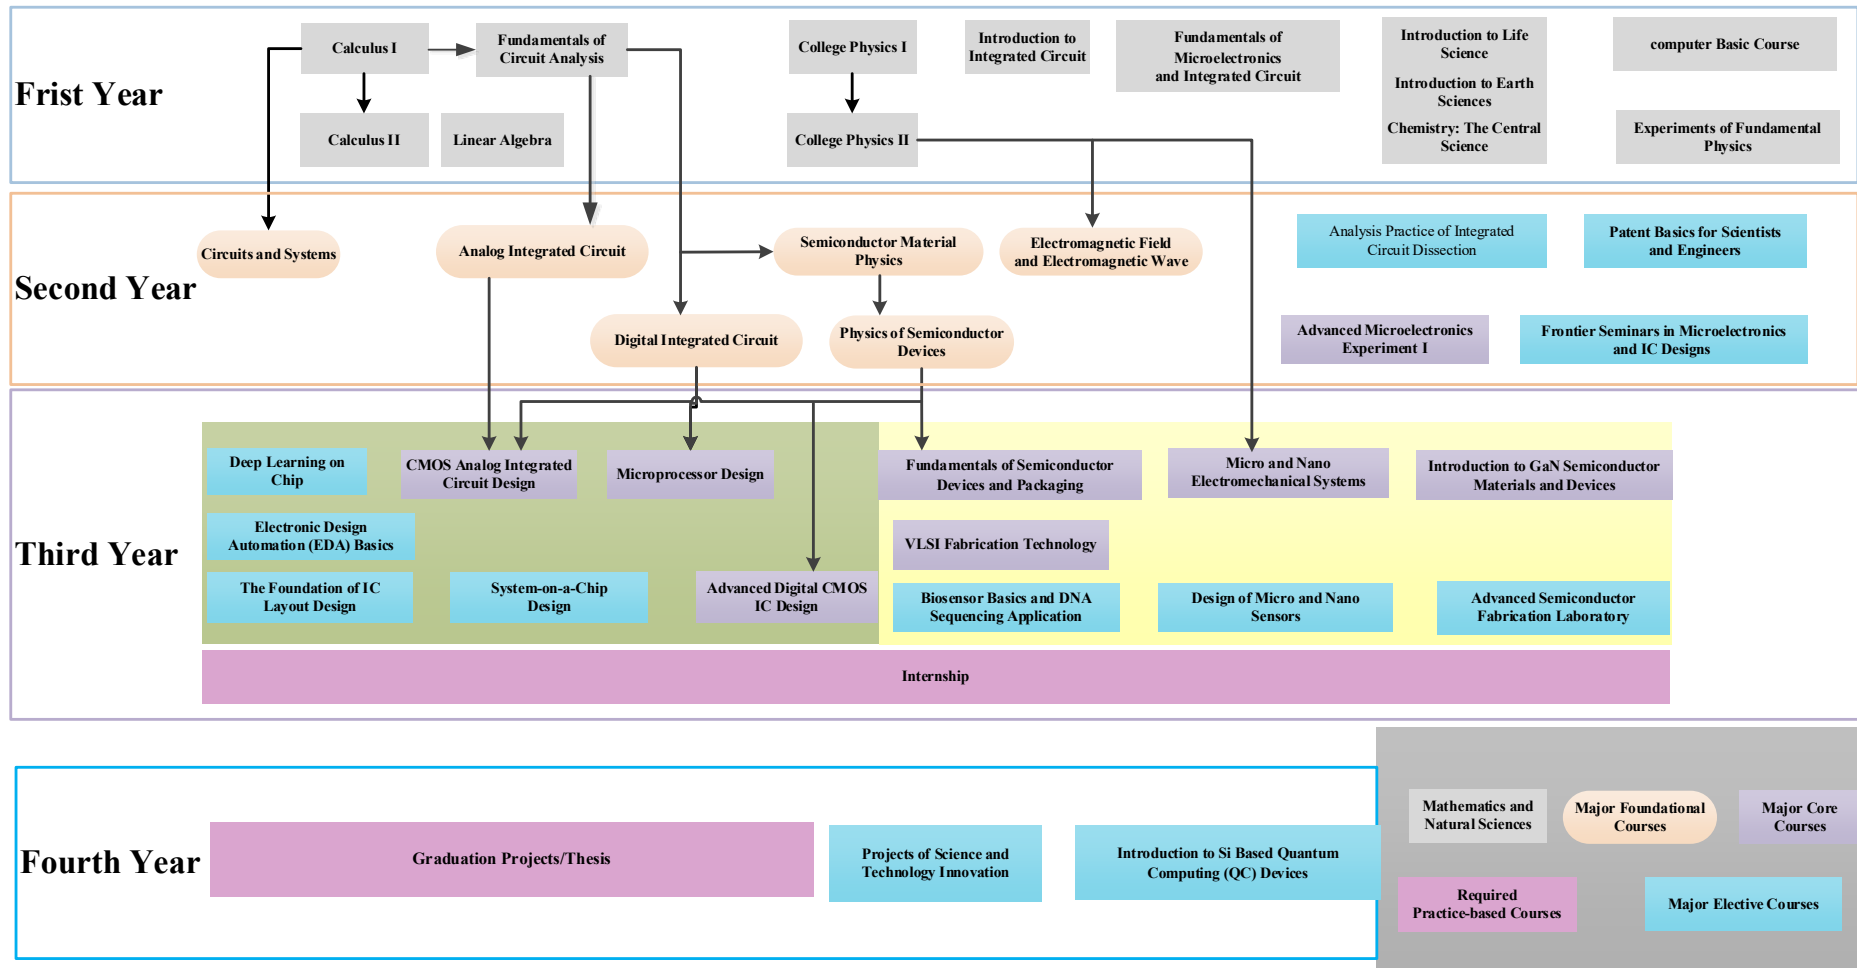 Frist Year
Calculus I
Fundamentals of
Circuit Analysis
College Physics I
Introduction to
Integrated Circuit
Fundamentals of
Microelectronics
and Integrated Circuit
Introduction to Life
Science
computer Basic Course
Introduction to Earth
Sciences
Calculus II
Linear Algebra
College Physics II
Chemistry: The Central
Science
Experiments of Fundamental
Physics
Second Year
Circuits and Systems
Analog Integrated Circuit
Semiconductor Material
Physics
Electromagnetic Field
and Electromagnetic Wave
Analysis Practice of Integrated
Circuit Dissection
Patent Basics for Scientists
and Engineers
Digital Integrated Circuit
Physics of Semiconductor
Devices
Advanced Microelectronics
Experiment I
Frontier Seminars in Microelectronics
and IC Designs
Third Year
Deep Learning on
Chip
CMOS Analog Integrated
Circuit Design
Microprocessor Design
Fundamentals of Semiconductor
Devices and Packaging
Micro and Nano
Electromechanical Systems
Introduction to GaN Semiconductor
Materials and Devices
Electronic Design
Automation (EDA) Basics
VLSI Fabrication Technology
The Foundation of IC
Layout Design
System-on-a-Chip
Design
Advanced Digital CMOS
IC Design
Biosensor Basics and DNA
Sequencing Application
Design of Micro and Nano
Sensors
Advanced Semiconductor
Fabrication Laboratory
Internship
Fourth Year
Graduation Projects/Thesis
Projects of Science and
Technology Innovation
Introduction to Si Based Quantum
Computing (QC) Devices
Mathematics and
Natural Sciences
Major Foundational
Courses
Major Core
Courses
Required
Practice-based Courses
Major Elective Courses